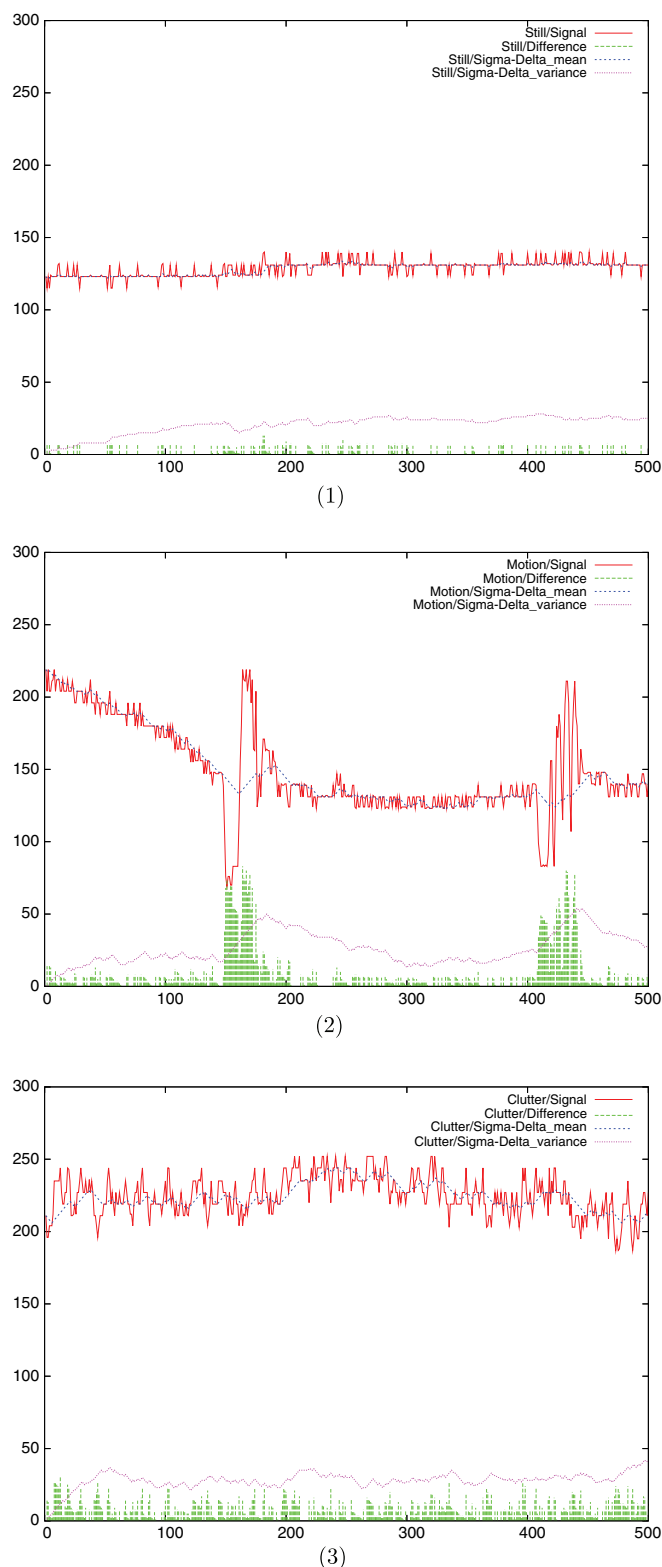 300
250
200
150
100
50
0
Still/Signal
Still/Difference
Still/Sigma-Delta_mean
Still/Sigma-Delta_variance
0 100 200 300 400 500
(1)
300
250
200
150
100
50
0
Motion/Signal
Motion/Difference
Motion/Sigma-Delta_mean
Motion/Sigma-Delta_variance
0 100 200 300 400 500
(2)
300
250
200
150
100
50
0
Clutter/Signal
Clutter/Difference
Clutter/Sigma-Delta_mean
Clutter/Sigma-Delta_variance
0 100 200 300 400 500
(3)